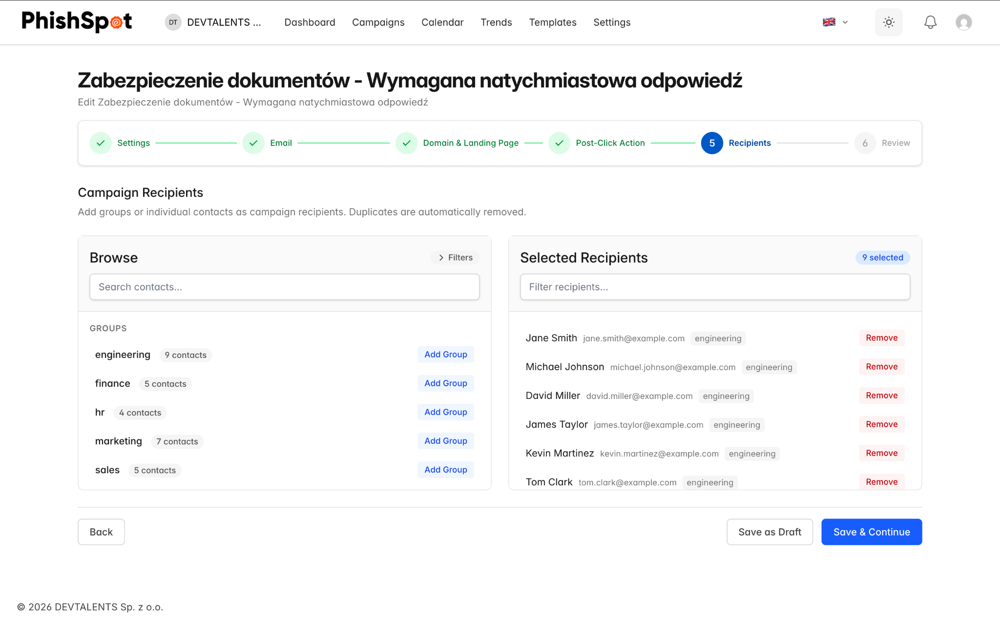 PhishSpot DT DEVTALENTS ... Dashboard Campaigns Calendar Trends Templates Settings
Zabezpieczenie dokumentów - Wymagana natychmiastowa odpowiedź
Edit Zabezpieczenie dokumentów - Wymagana natychmiastowa odpowiedź
Settings Email Domain & Landing Page Post-Click Action 5 Recipients 6 Review
Campaign Recipients
Add groups or individual contacts as campaign recipients. Duplicates are automatically removed.
Browse Filters
Search contacts...
GROUPS
engineering 9 contacts Add Group
finance 5 contacts Add Group
hr 4 contacts Add Group
marketing 7 contacts Add Group
sales 5 contacts Add Group
Selected Recipients 9 selected
Filter recipients...
Jane Smith jane.smith@example.com engineering Remove
Michael Johnson michael.johnson@example.com engineering Remove
David Miller david.miller@example.com engineering Remove
James Taylor james.taylor@example.com engineering Remove
Kevin Martinez kevin.martinez@example.com engineering Remove
Tom Clark tom.clark@example.com engineering Remove
Back Save as Draft Save & Continue
© 2026 DEVTALENTS Sp. z o.o.